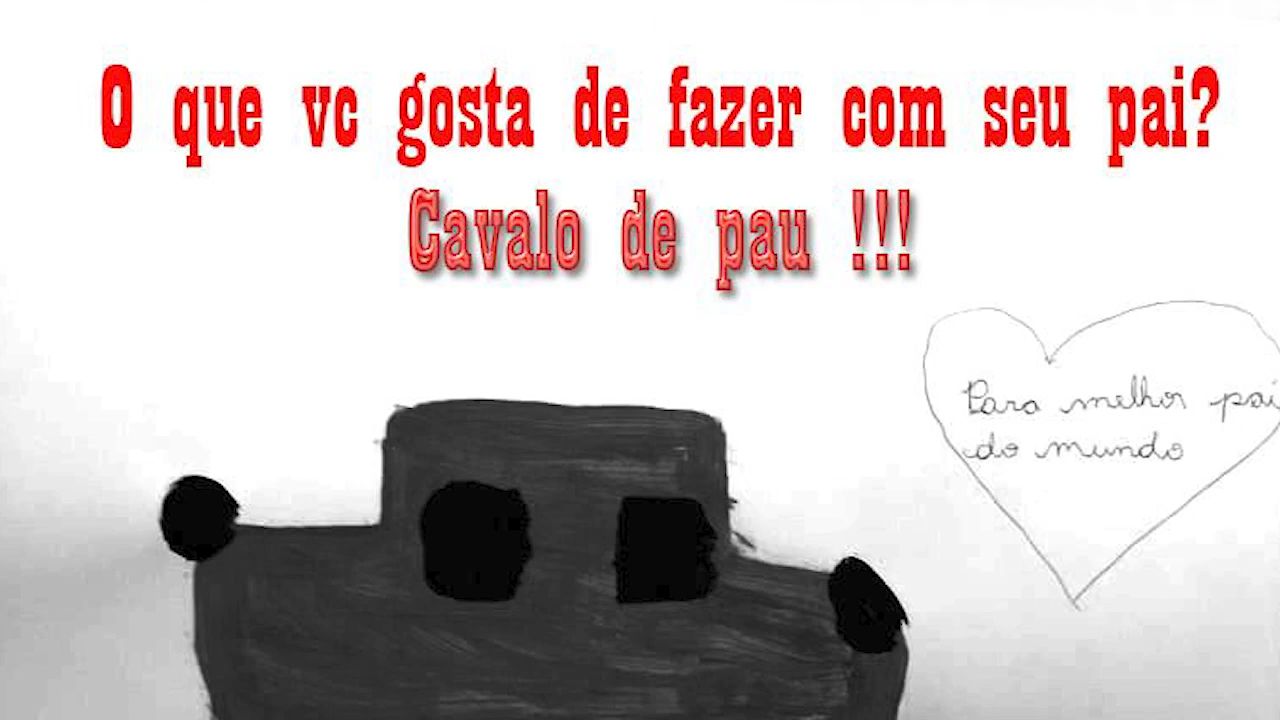 O que vc gosta de fazer com seu pai?
Cavalo de pau !!!
Para melhor pai
do mundo